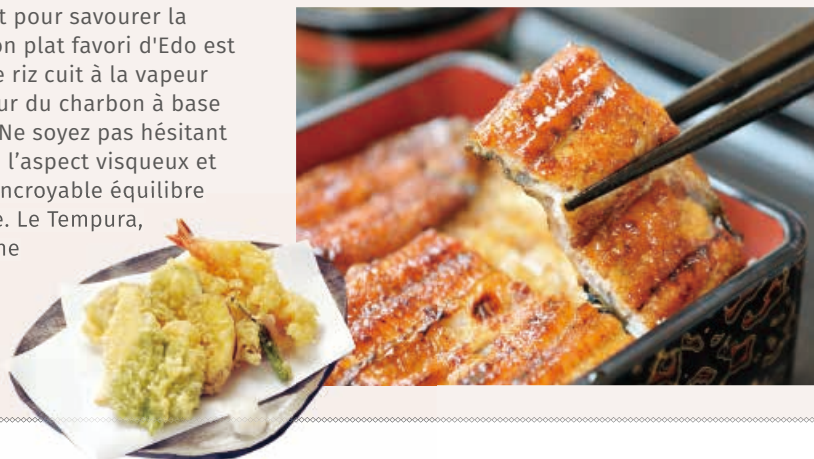 t pour savourer la
on plat favori d'Edo est
e riz cuit à la vapeur
ur du charbon à base
Ne soyez pas hésitant
l’aspect visqueux et
incroyable équilibre
e. Le Tempura,
ne